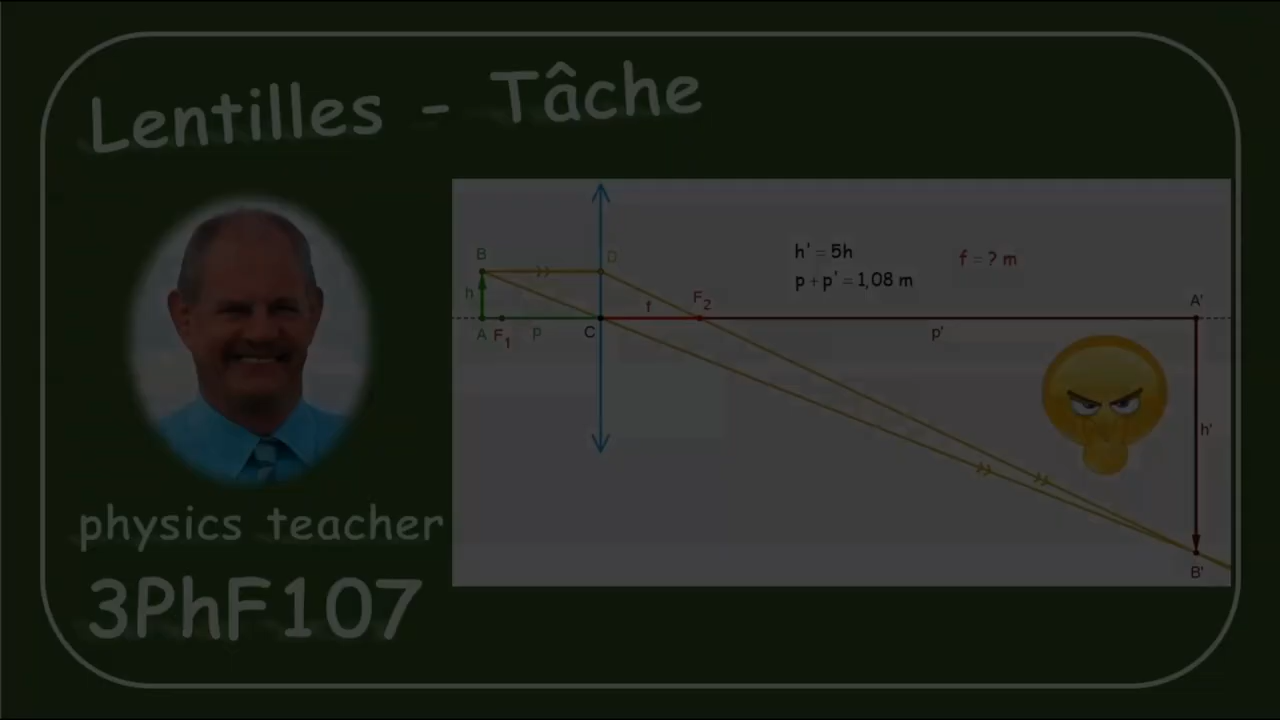 Lentilles - Tâche
B
D
h' = 5h
f = ? m
p + p' = 1,08 m
h
f
F2
A'
A
F1
p
C
p'
h'
B'
physics teacher
3PhF107